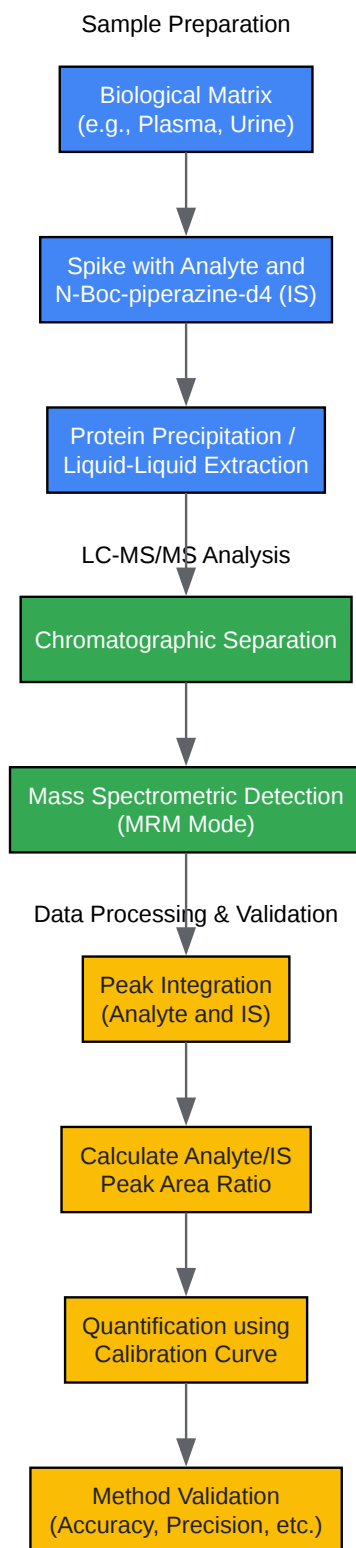 Sample Preparation
Biological Matrix
(e.g., Plasma, Urine)
Spike with Analyte and
N-Boc-piperazine-d4 (IS)
Protein Precipitation /
Liquid-Liquid Extraction
LC-MS/MS Analysis
Chromatographic Separation
Mass Spectrometric Detection
(MRM Mode)
Data Processing & Validation
Peak Integration
(Analyte and IS)
Calculate Analyte/IS
Peak Area Ratio
Quantification using
Calibration Curve
Method Validation
(Accuracy, Precision, etc.)